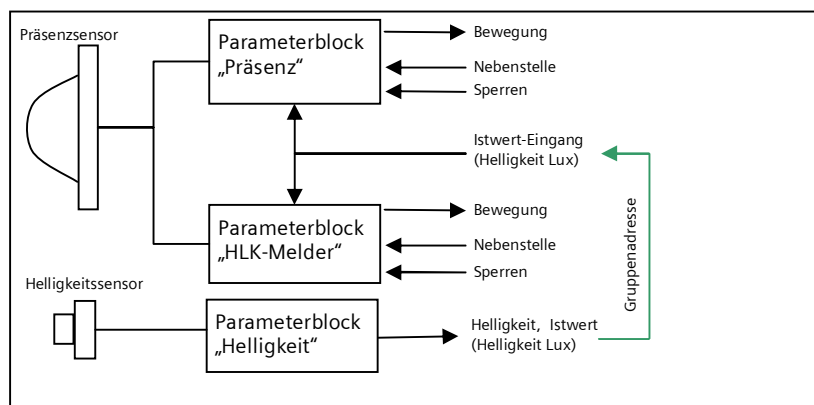 Präsenzsensor
Parameterblock
„Präsenz“
Bewegung
Nebenstelle
Sperren
Istwert-Eingang
(Helligkeit Lux)
Parameterblock
„HLK-Melder“
Bewegung
Nebenstelle
Sperren
Gruppenadresse
Helligkeitssensor
Parameterblock
„Helligkeit“
Helligkeit, Istwert
(Helligkeit Lux)